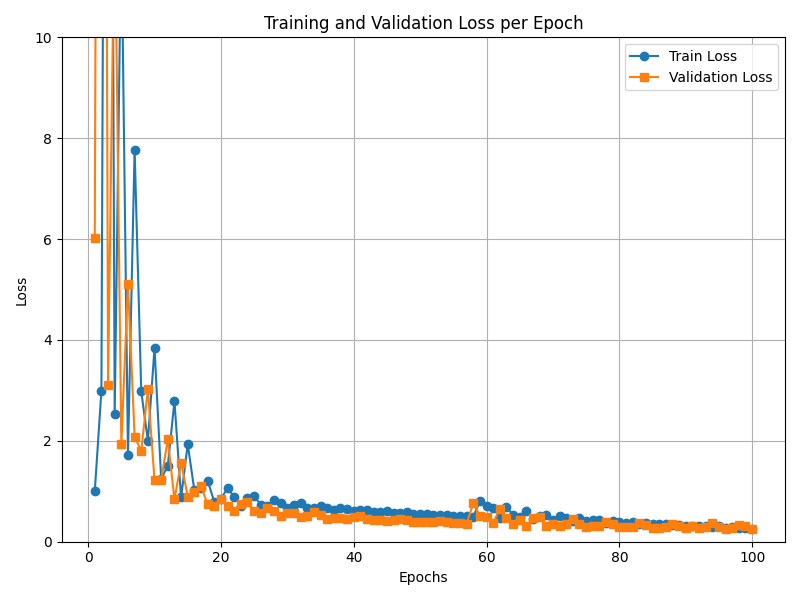 Training and Validation Loss per Epoch
Train Loss
Validation Loss
Loss
10
8
6
4
2
0
0 20 40 60 80 100
Epochs